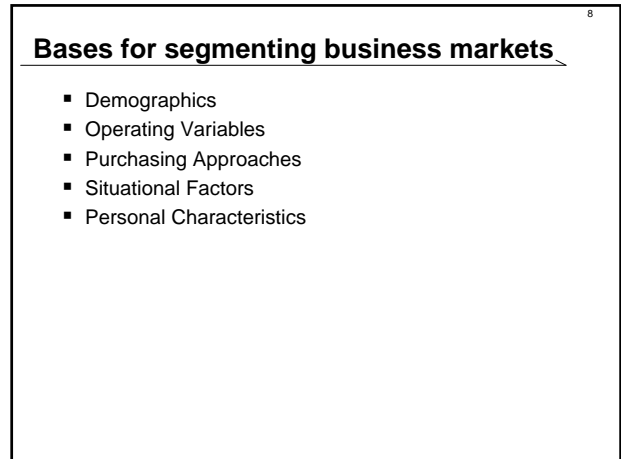 8
Bases for segmenting business markets
▪ Demographics
▪ Operating Variables
▪ Purchasing Approaches
▪ Situational Factors
▪ Personal Characteristics